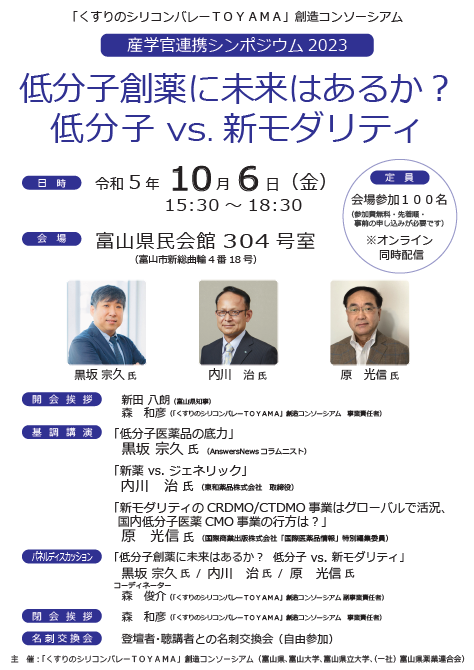 「くすりのシリコンバレーＴＯＹＡＭＡ」創造コンソーシアム
産学官連携シンポジウム 2023
低分子創薬に未来はあるか？
低分子 vs. 新モダリティ
日 時
令和 5 年 10 月 6 日（金）
15:30 ～ 18:30
定 員
会場参加１００名
（参加費無料・先着順・
事前の申し込みが必要です）
※オンライン
同時配信
会 場
富山県民会館 304 号室
（富山市新総曲輪 4 番 18 号）
黒坂 宗久 氏
内川　治 氏
原　光信 氏
開 会 挨 拶
新田 八朗（富山県知事）
森　和彦（「くすりのシリコンバレーＴＯＹＡＭＡ」創造コンソーシアム　事業責任者）
基 調 講 演
「低分子医薬品の底力」
黒坂 宗久 氏（AnswersNews コラムニスト）
「新薬 vs. ジェネリック」
内川　治 氏（東和薬品株式会社　取締役）
「新モダリティの CRDMO/CTDMO 事業はグローバルで活況、
国内低分子医薬 CMO 事業の行方は？」
原　光信 氏（国際商業出版株式会社「国際医薬品情報」特別編集委員）
パネルディスカッション
「低分子創薬に未来はあるか？ 低分子 vs. 新モダリティ」
黒坂 宗久 氏 / 内川　治 氏 / 原　光信 氏
コーディネーター
森　俊介（「くすりのシリコンバレーＴＯＹＡＭＡ」創造コンソーシアム 副事業責任者）
閉 会 挨 拶
森　和彦（「くすりのシリコンバレーＴＯＹＡＭＡ」創造コンソーシアム　事業責任者）
名刺交換会
登壇者・聴講者との名刺交換会（自由参加）
主　催：「くすりのシリコンバレーＴＯＹＡＭＡ」創造コンソーシアム（富山県、富山大学、富山県立大学、（一社）富山県薬業連合会）